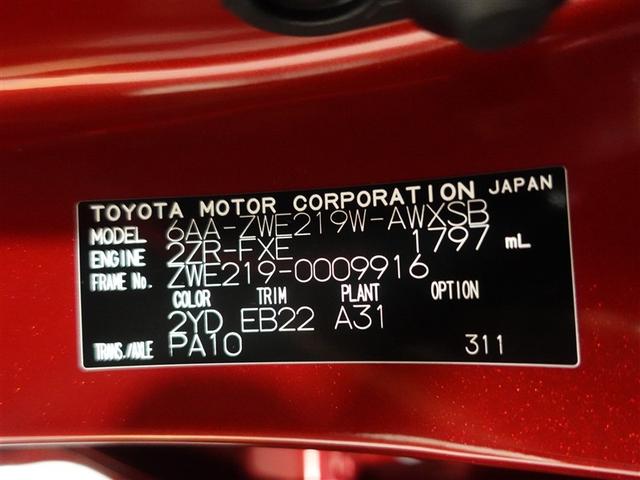 TOYOTA MOTOR CORPORATION JAPAN
MODEL 6AA-ZWE219W-AWXSB
ENGINE 2ZR-FXE 1797 mL
FRAME No. ZWE219-0009916
COLOR TRIM PLANT OPTION
2YD EB22 A31
TRANS./AXLE PA10 311